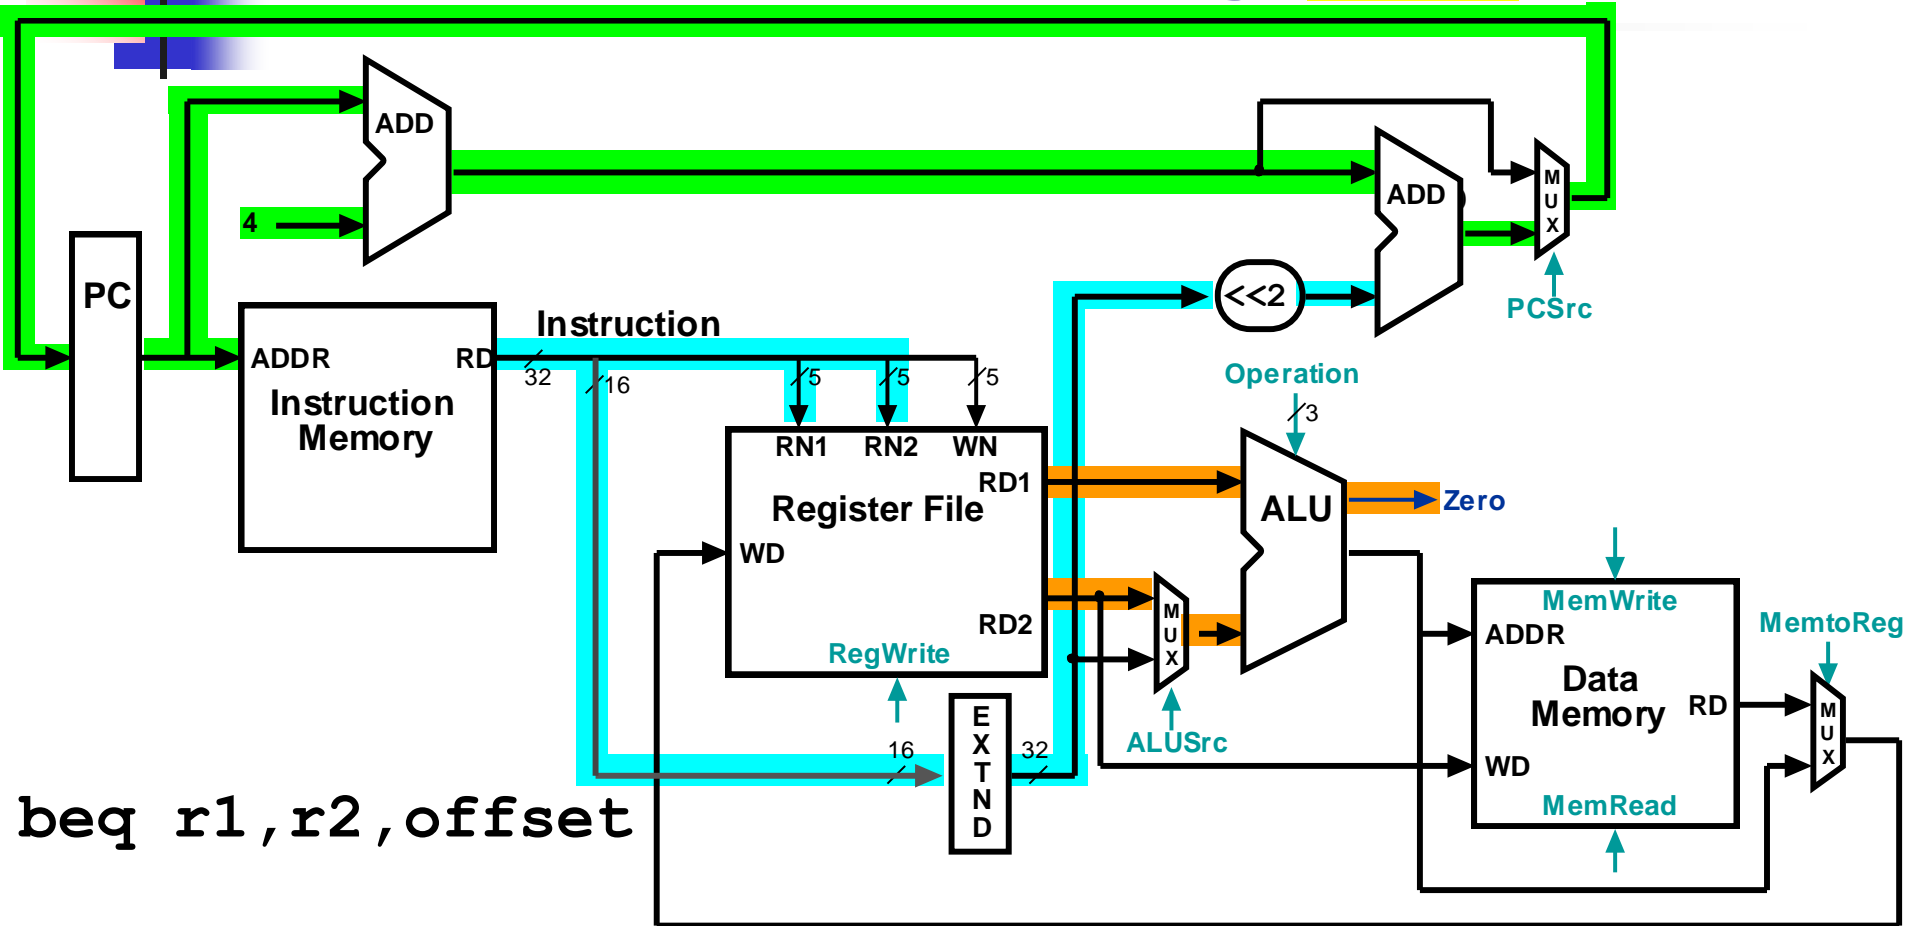 ADD
4
ADD
M
U
X
PC
<<2
PCSrc
Instruction
ADDR
RD
32
16
5
5
5
Operation
3
Instruction
Memory
RN1
RN2
WN
RD1
Register File
ALU
Zero
WD
RD2
RegWrite
M
U
X
ALUSrc
MemWrite
ADDR
Data
Memory
RD
WD
MemRead
MemtoReg
M
U
X
16
E
X
T
N
D
32
beq r1,r2,offset